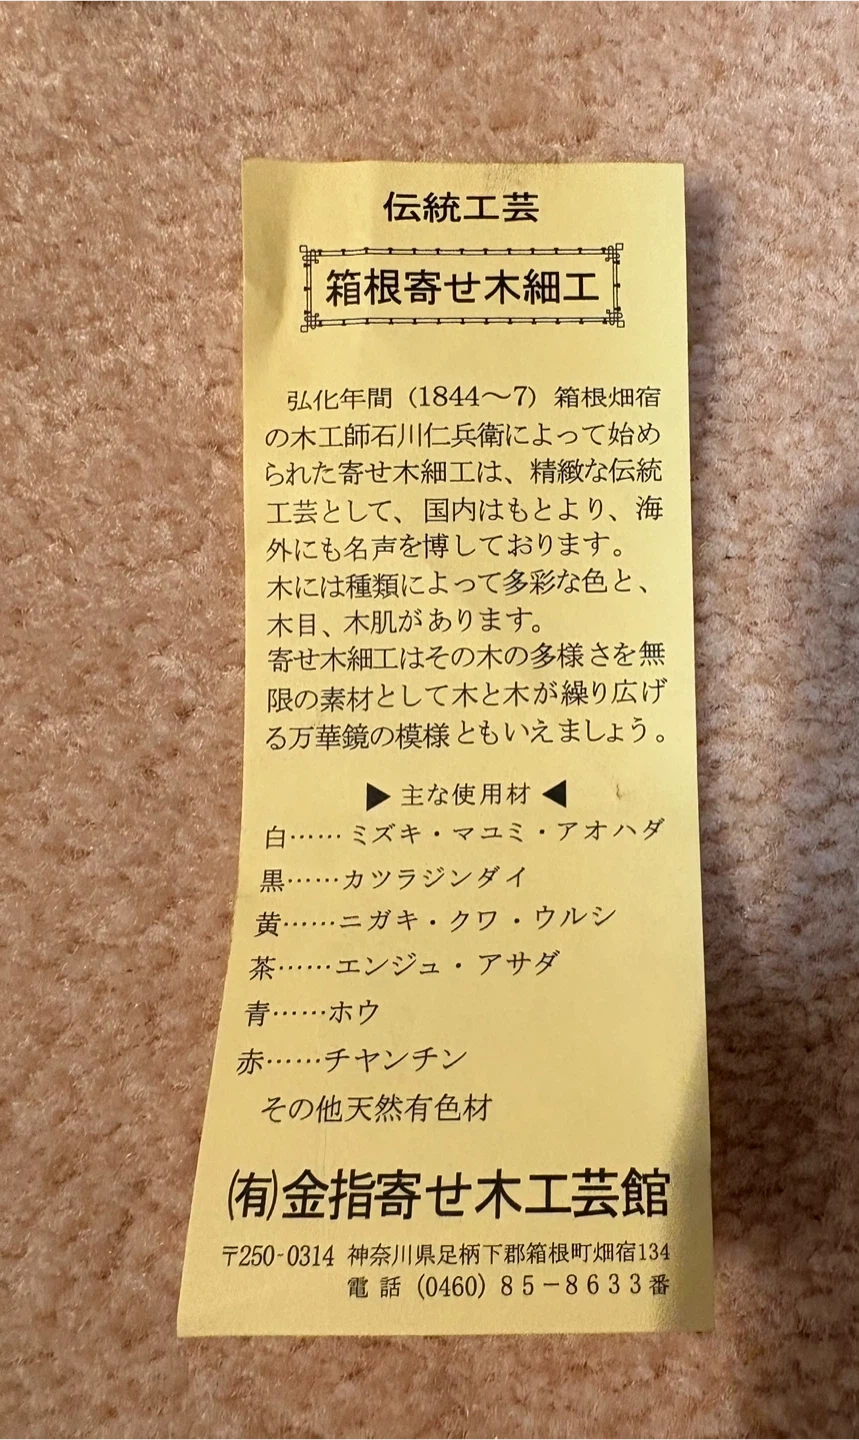 伝統工芸
箱根寄せ木細工
弘化年間（1844～7）箱根畑宿
の木工師石川仁兵衛によって始め
られた寄せ木細工は、精緻な伝統
工芸として、国内はもとより、海
外にも名声を博しております。
木には種類によって多彩な色と、
木目、木肌があります。
寄せ木細工はその木の多様さを無
限の素材として木と木が繰り広げ
る万華鏡の模様ともいえましょう。
▶主な使用材◀
白……ミズキ・マユミ・アオハダ
黒……カツラジンダイ
黄……ニガキ・クワ・ウルシ
茶……エンジュ・アサダ
青……ホウ
赤……チヤンチン
その他天然有色材
㈲金指寄せ木工芸館
〒250-0314 神奈川県足柄下郡箱根町畑宿134
電話（0460）85－8633番